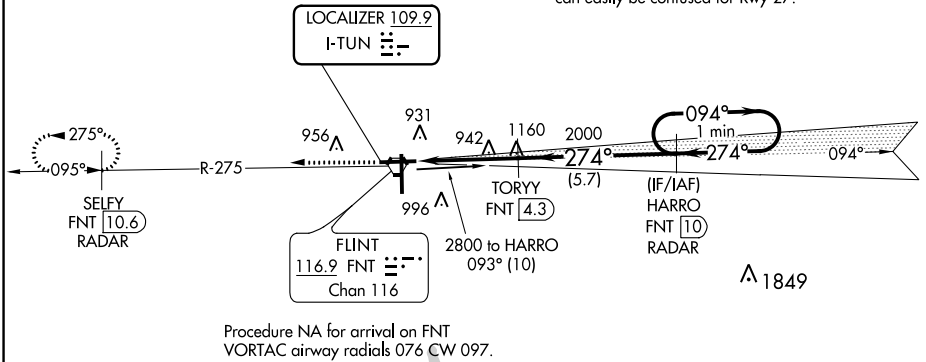 can easily be confused for Rwy 27.
LOCALIZER 109.9
I-TUN
275°
095°
SELFY
FNT 10.6
RADAR
R-275
956
931
942
1160
2000
274°
(5.7)
094°
1 min
274°
094°
TORYY
FNT 4.3
996
(IF/IAF)
HARRO
FNT 10
RADAR
FLINT
116.9 FNT
Chan 116
2800 to HARRO
093° (10)
1849
Procedure NA for arrival on FNT
VORTAC airway radials 076 CW 097.